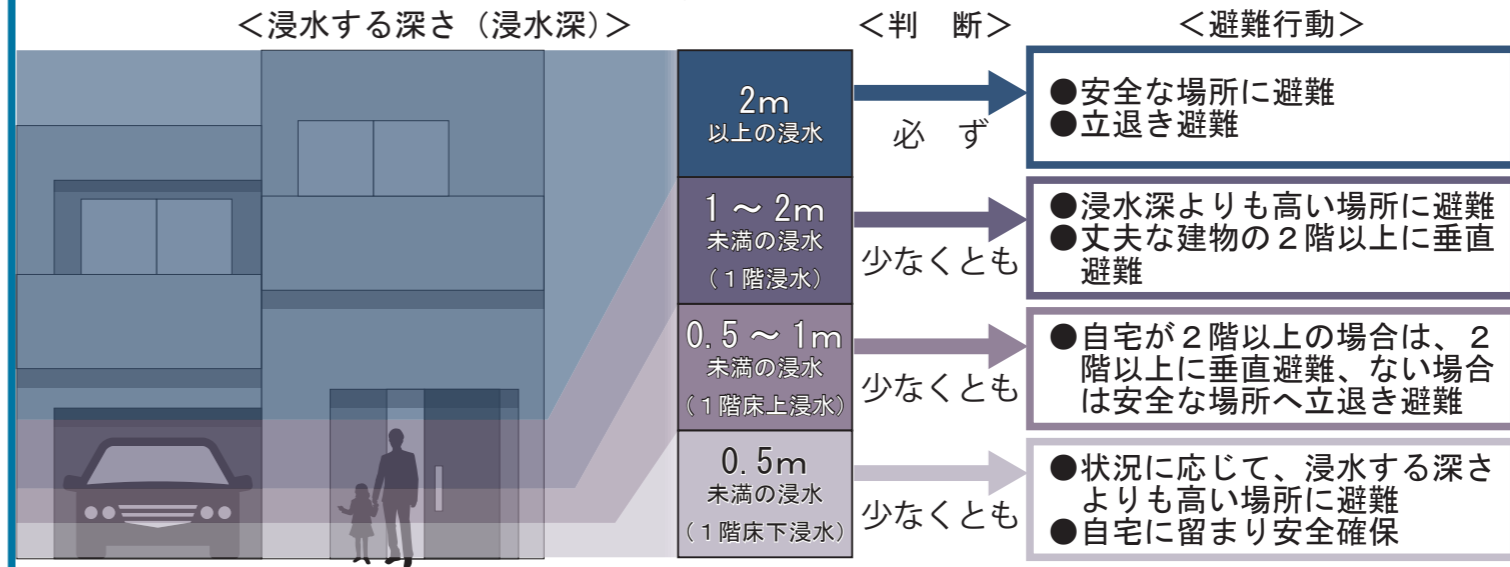 ＜浸水する深さ（浸水深）＞
＜判　断＞
＜避難行動＞
2m
以上の浸水
必　ず
●安全な場所に避難
●立退き避難
1～2m
未満の浸水
（１階浸水）
少なくとも
●浸水深よりも高い場所に避難
●丈夫な建物の２階以上に垂直
避難
0.5～1m
未満の浸水
（１階床上浸水）
少なくとも
●自宅が２階以上の場合は、２
階以上に垂直避難、ない場合
は安全な場所へ立退き避難
0.5m
未満の浸水
（１階床下浸水）
少なくとも
●状況に応じて、浸水する深さ
よりも高い場所に避難
●自宅に留まり安全確保